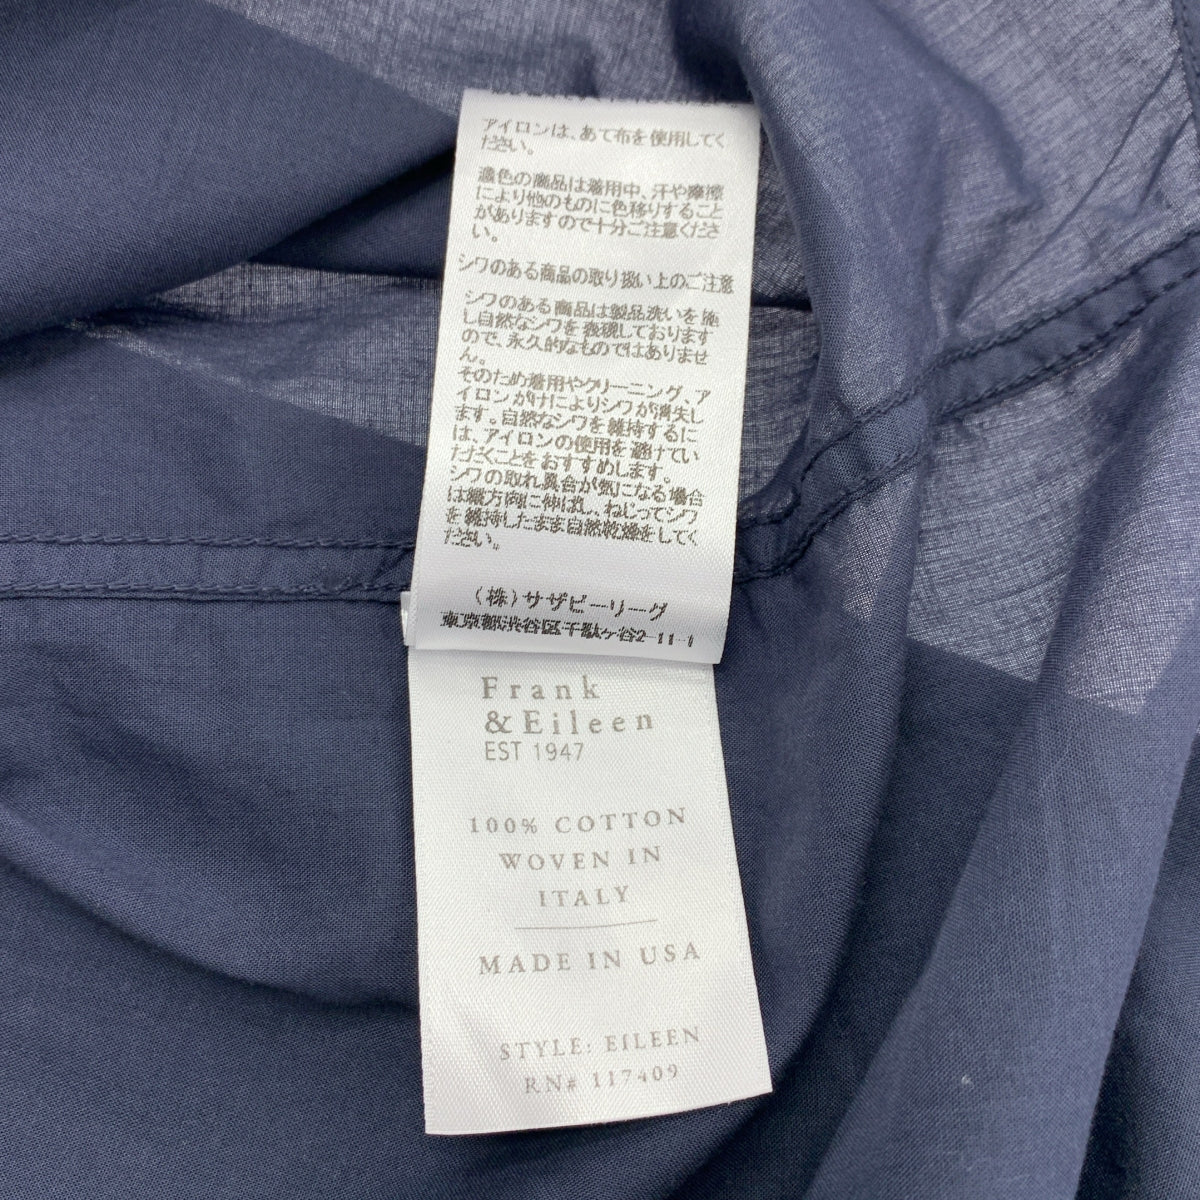 アイロンは、あて布を使用してく
ださい。
濃色の商品は着用中、汗や摩擦
により他のものに色移りすること
がありますので十分ご注意くださ
い。
シワのある商品の取り扱い上のご注意
シワのある商品は製品洗いを施
し自然なシワを表現しております
ので、永久的なものではありませ
ん。
そのため着用やクリーニング、ア
イロンがけによりシワが消失し
ます。自然なシワを維持するに
は、アイロンの使用を避けてい
ただくことをおすすめします。
シワの取れ具合が気になる場合
は縦方向に伸ばし、ねじってシワ
を維持したまま自然乾燥をしてく
ださい。
(株)サザビーリーグ
東京都渋谷区千駄ヶ谷2-11-1
Frank
&Eileen
EST 1947
100% COTTON
WOVEN IN
ITALY
MADE IN USA
STYLE: EILEEN
RN# 117409